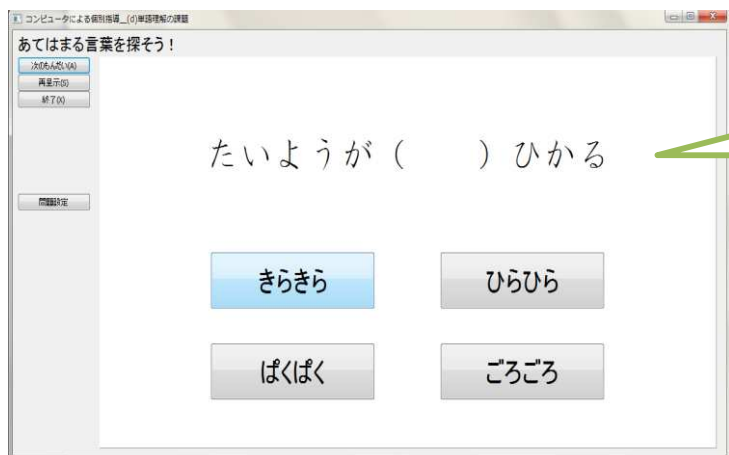 コンピュータによる個別指導_(d)単語理解の課題
あてはまる言葉を探そう！
次のもんだい(A)
再呈示(S)
終了(X)
問題設定
たいようが（　　）ひかる
きらきら　ひらひら
ぱくぱく　ごろごろ